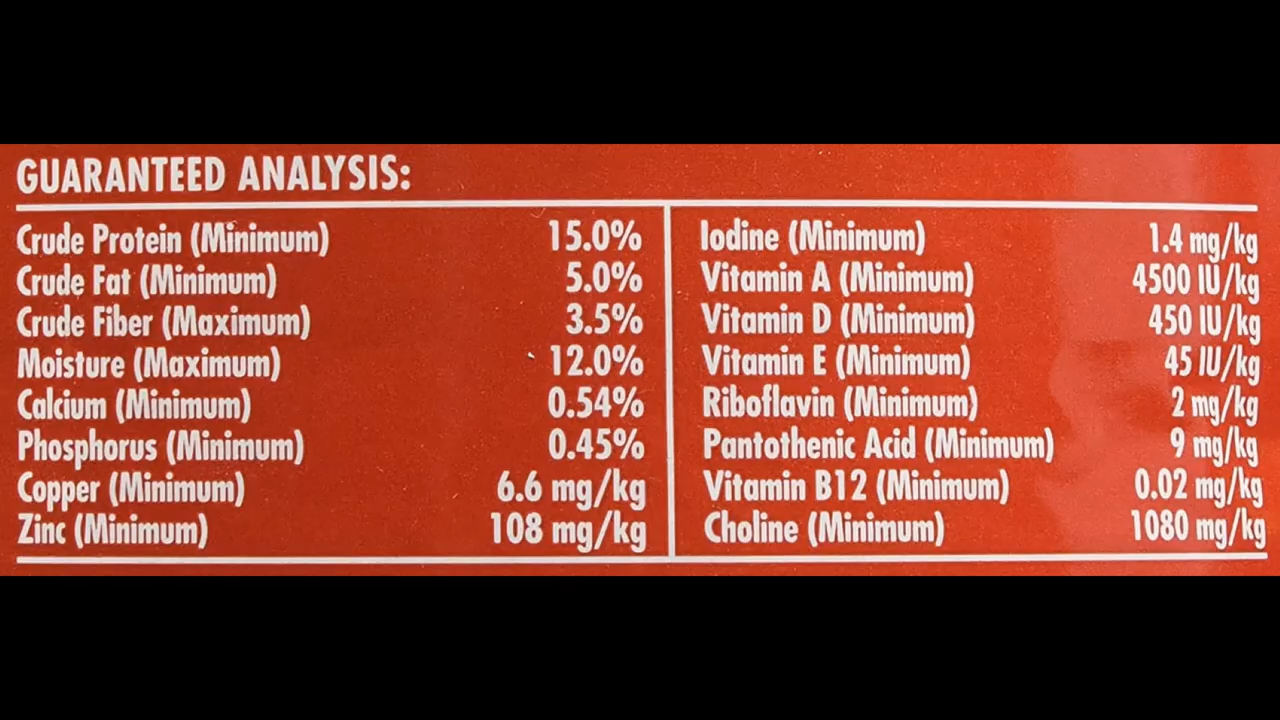 GUARANTEED ANALYSIS:
Crude Protein (Minimum) 15.0%
Crude Fat (Minimum) 5.0%
Crude Fiber (Maximum) 3.5%
Moisture (Maximum) 12.0%
Calcium (Minimum) 0.54%
Phosphorus (Minimum) 0.45%
Copper (Minimum) 6.6 mg/kg
Zinc (Minimum) 108 mg/kg
Iodine (Minimum) 1.4 mg/kg
Vitamin A (Minimum) 4500 IU/kg
Vitamin D (Minimum) 450 IU/kg
Vitamin E (Minimum) 45 IU/kg
Riboflavin (Minimum) 2 mg/kg
Pantothenic Acid (Minimum) 9 mg/kg
Vitamin B12 (Minimum) 0.02 mg/kg
Choline (Minimum) 1080 mg/kg